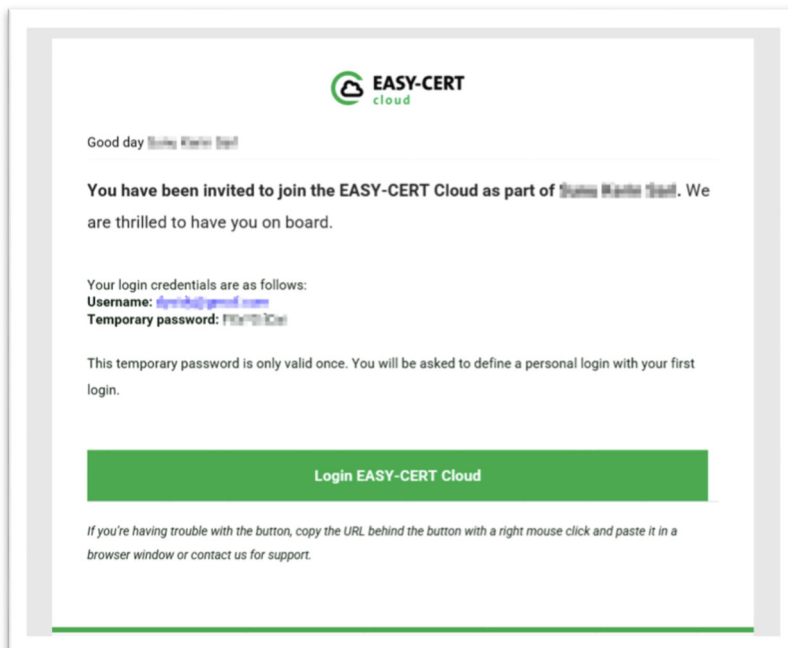 EASY-CERT
cloud
Good day
You have been invited to join the EASY-CERT Cloud as part of . We
are thrilled to have you on board.
Your login credentials are as follows:
Username:
Temporary password:
This temporary password is only valid once. You will be asked to define a personal login with your first
login.
Login EASY-CERT Cloud
If you're having trouble with the button, copy the URL behind the button with a right mouse click and paste it in a
browser window or contact us for support.